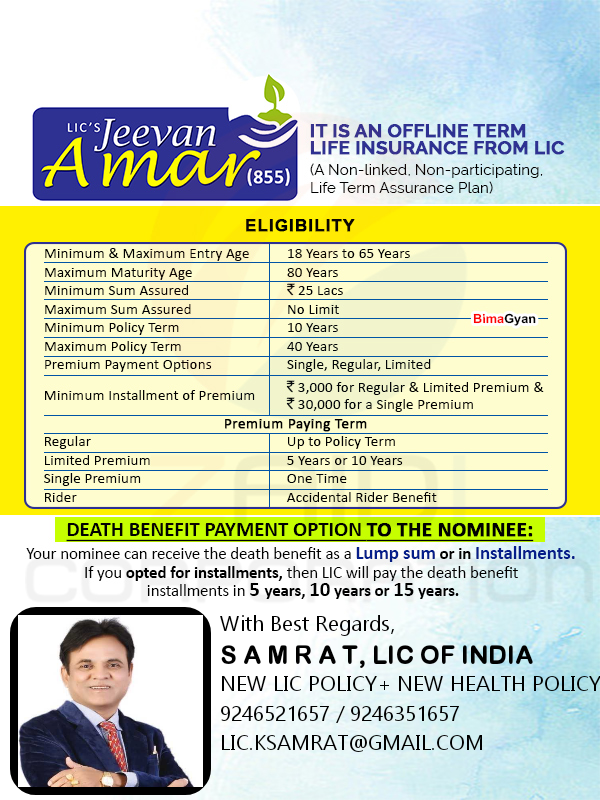 LIC'S Jeevan
Amar (855)
IT IS AN OFFLINE TERM
LIFE INSURANCE FROM LIC
(A Non-linked, Non-participating,
Life Term Assurance Plan)
ELIGIBILITY
Minimum & Maximum Entry Age 18 Years to 65 Years
Maximum Maturity Age 80 Years
Minimum Sum Assured ₹ 25 Lacs
Maximum Sum Assured No Limit
BimaGyan
Minimum Policy Term 10 Years
Maximum Policy Term 40 Years
Premium Payment Options Single, Regular, Limited
Minimum Installment of Premium ₹ 3,000 for Regular & Limited Premium &
₹ 30,000 for a Single Premium
Premium Paying Term
Regular Up to Policy Term
Limited Premium 5 Years or 10 Years
Single Premium One Time
Rider Accidental Rider Benefit
DEATH BENEFIT PAYMENT OPTION TO THE NOMINEE:
Your nominee can receive the death benefit as a Lump sum or in Installments.
If you opted for installments, then LIC will pay the death benefit
installments in 5 years, 10 years or 15 years.
With Best Regards,
S A M R A T, LIC OF INDIA
NEW LIC POLICY+ NEW HEALTH POLICY
9246521657 / 9246351657
LIC.KSAMRAT@GMAIL.COM